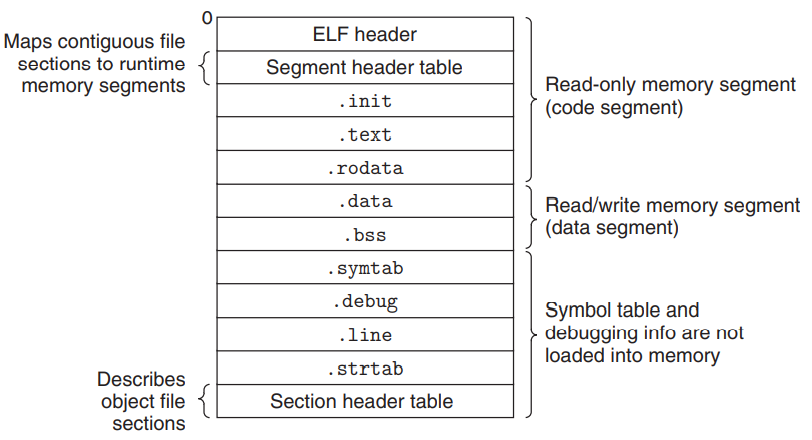 0
ELF header
Maps contiguous file
sections to runtime
memory segments
Segment header table
.init
.text
.rodata
Read-only memory segment
(code segment)
.data
.bss
Read/write memory segment
(data segment)
.symtab
.debug
.line
.strtab
Symbol table and
debugging info are not
loaded into memory
Describes
object file
sections
Section header table